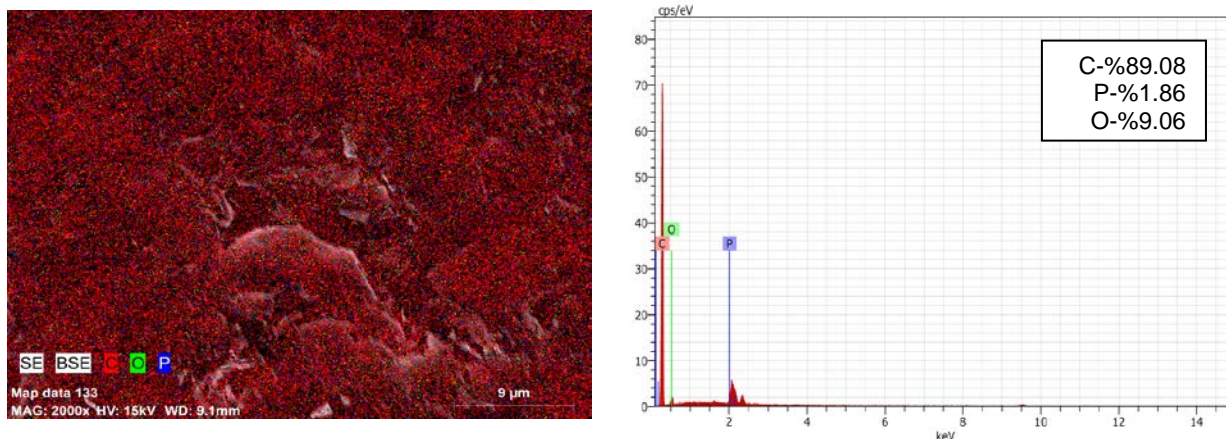 SE BSE C O P
Map data 133
MAG: 2000x HV: 15kV WD: 9.1mm
9 µm
cps/eV
80
70
60
50
40
30
20
10
0
C
O
P
2
4
6
8
10
12
14
keV
C-%89.08
P-%1.86
O-%9.06